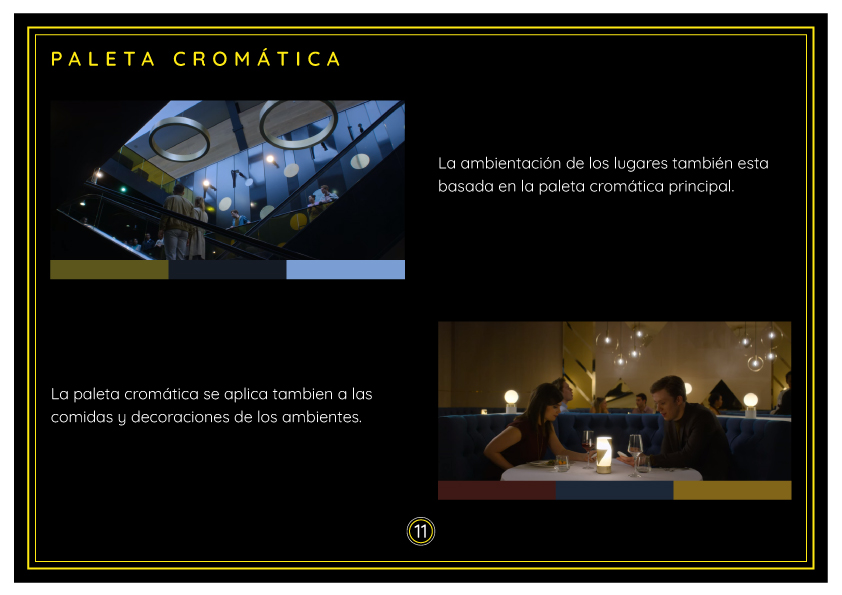 PALETA CROMÁTICA
La ambientación de los lugares también esta
basada en la paleta cromática principal.
La paleta cromática se aplica tambien a las
comidas y decoraciones de los ambientes.
11